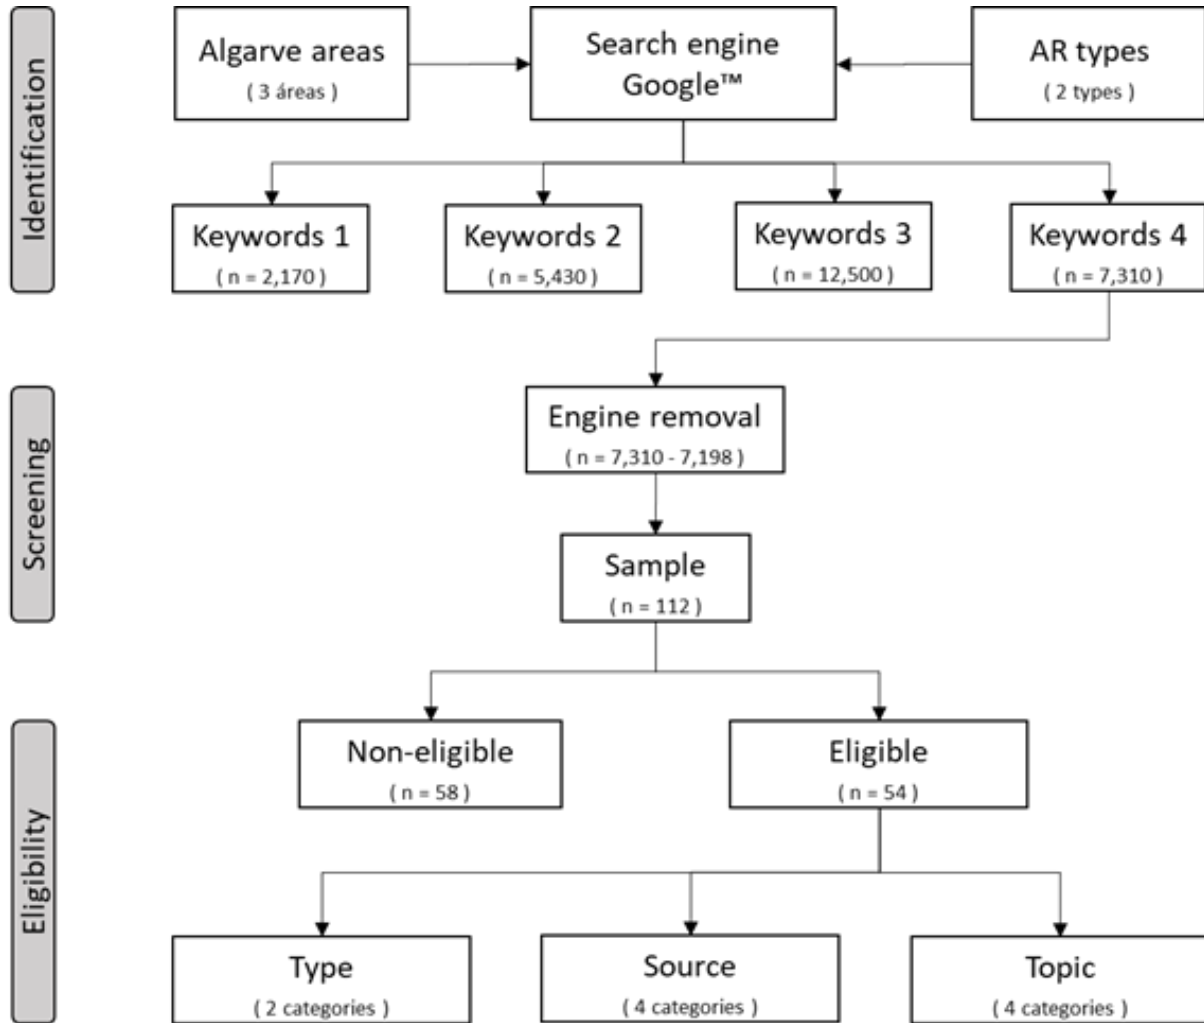 Identification
Algarve areas
( 3 áreas )
Search engine
Google™
AR types
( 2 types )
Keywords 1
( n = 2,170 )
Keywords 2
( n = 5,430 )
Keywords 3
( n = 12,500 )
Keywords 4
( n = 7,310 )
Screening
Engine removal
( n = 7,310 - 7,198 )
Sample
( n = 112 )
Eligibility
Non-eligible
( n = 58 )
Eligible
( n = 54 )
Type
( 2 categories )
Source
( 4 categories )
Topic
( 4 categories )